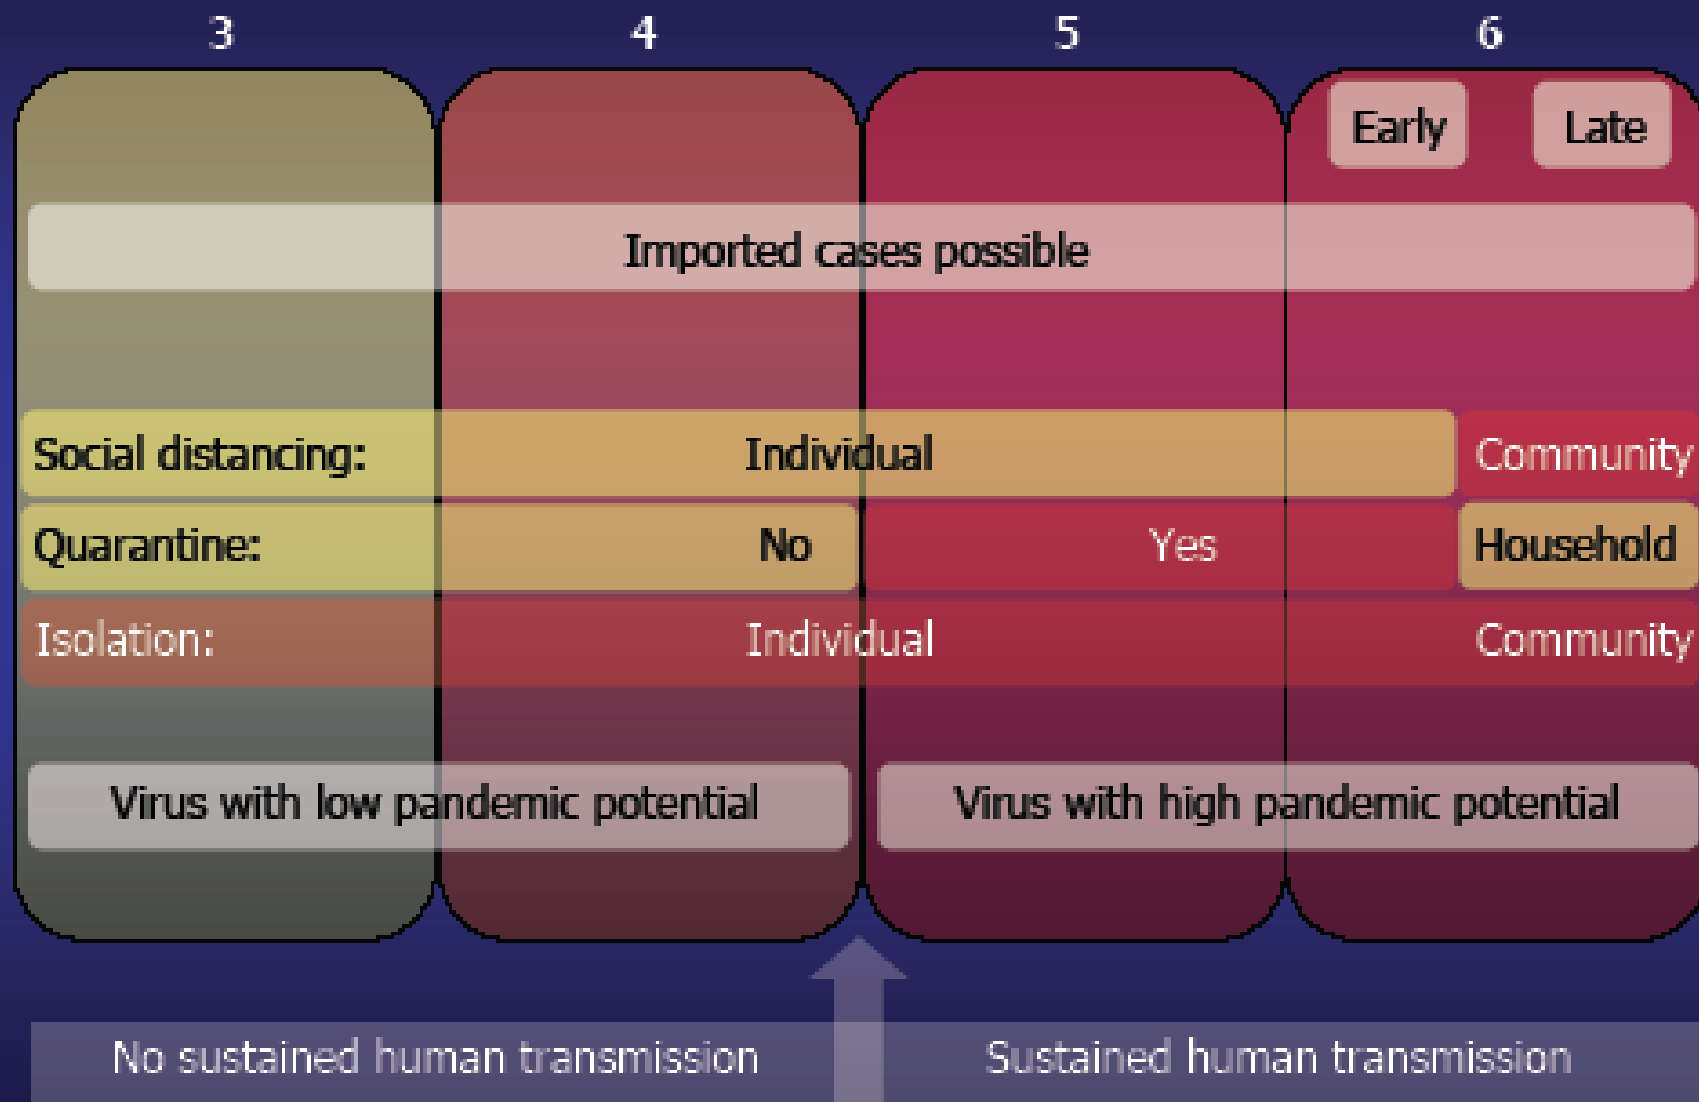 3 4 5 6
Early Late
Imported cases possible
Social distancing: Individual Community
Quarantine: No Yes Household
Isolation: Individual Community
Virus with low pandemic potential Virus with high pandemic potential
No sustained human transmission Sustained human transmission